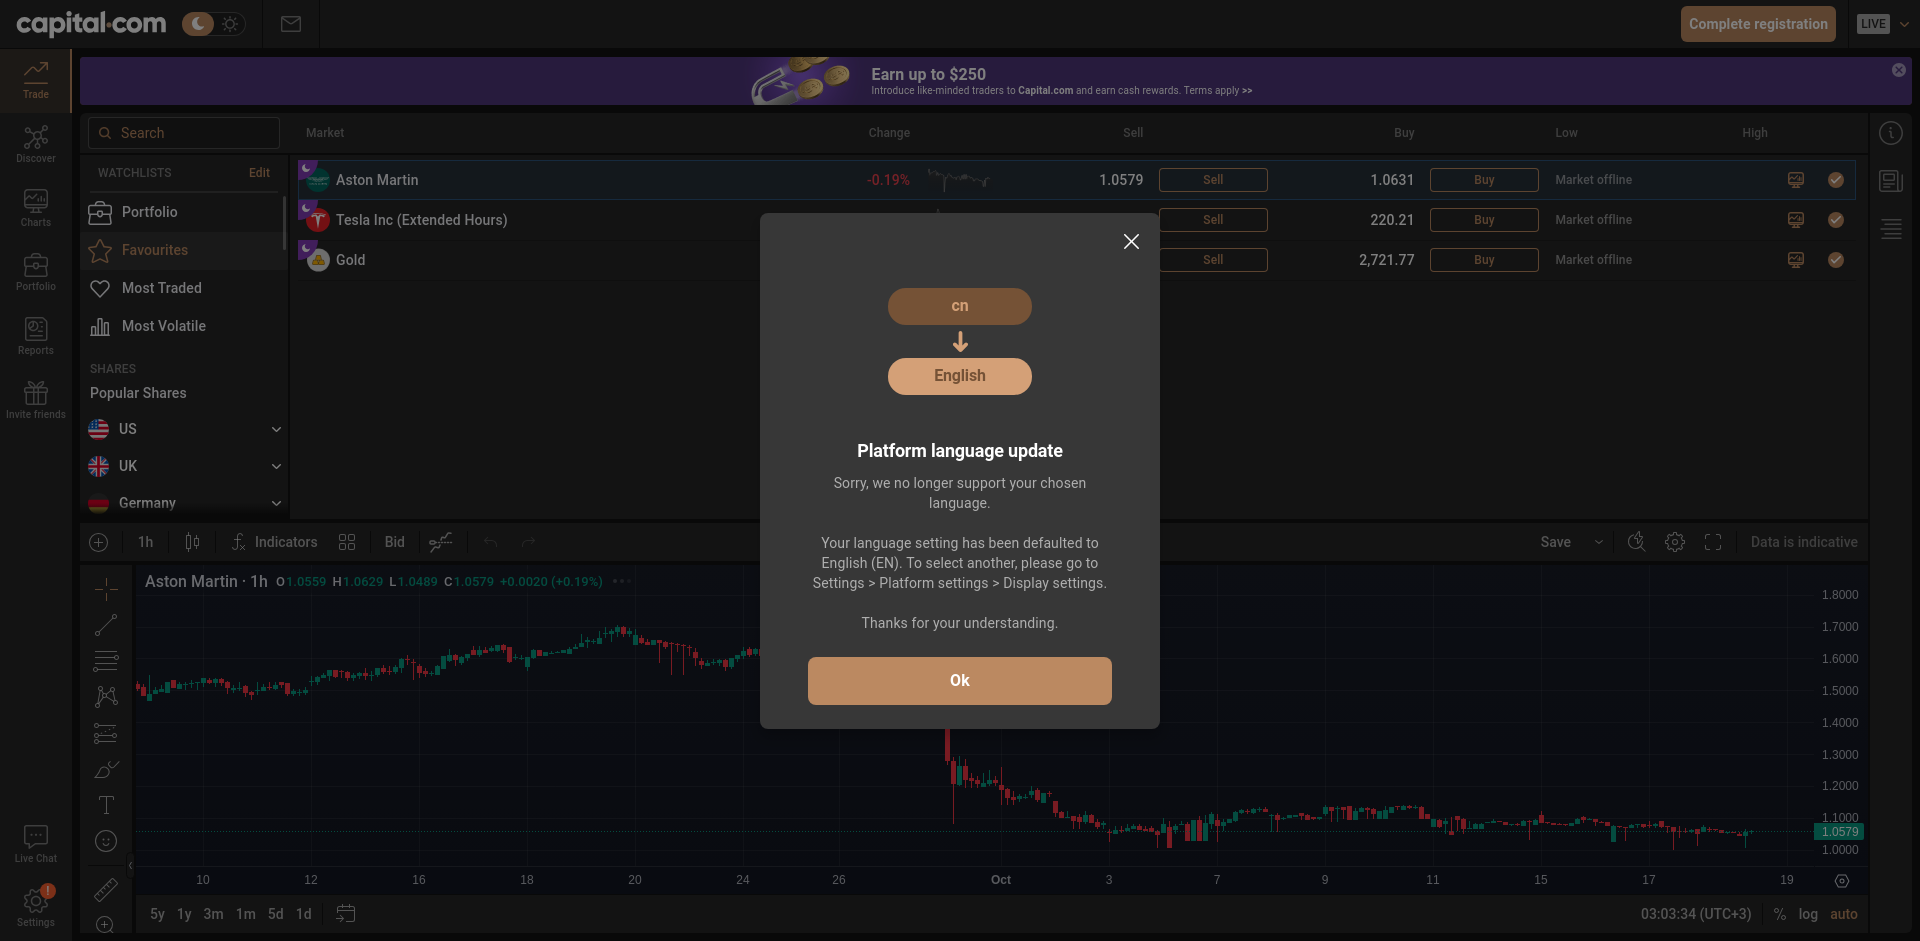 capital.com
Complete registration
LIVE
Trade
Discover
Charts
Portfolio
Reports
Invite friends
Live Chat
Settings
Earn up to $250
Introduce like-minded traders to Capital.com and earn cash rewards. Terms apply >>
Search
WATCHLISTS Edit
Portfolio
Favourites
Most Traded
Most Volatile
SHARES
Popular Shares
US
UK
Germany
Market Change Sell Buy Low High
Aston Martin -0.19% 1.0579 Sell 1.0631 Buy Market offline
Tesla Inc (Extended Hours) Sell 220.21 Buy Market offline
Gold Sell 2,721.77 Buy Market offline
cn
English
Platform language update
Sorry, we no longer support your chosen
language.
Your language setting has been defaulted to
English (EN). To select another, please go to
Settings > Platform settings > Display settings.
Thanks for your understanding.
Ok
1h Indicators Bid Save Data is indicative
Aston Martin · 1h O1.0559 H1.0629 L1.0489 C1.0579 +0.0020 (+0.19%)
1.8000
1.7000
1.6000
1.5000
1.4000
1.3000
1.2000
1.1000
1.0579
1.0000
10 12 16 18 20 24 26 Oct 3 7 9 11 15 17 19
5y 1y 3m 1m 5d 1d 03:03:34 (UTC+3) % log auto